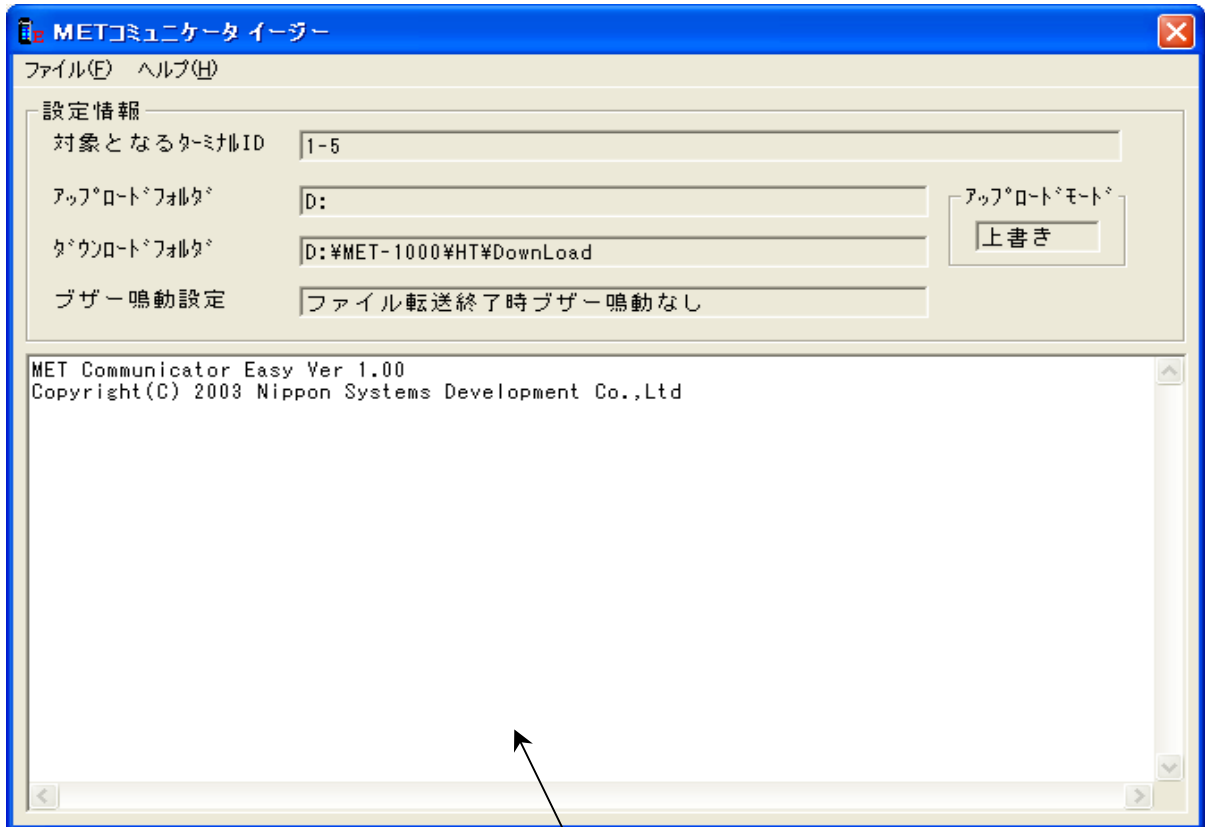 METコミュニケータ イージー
ファイル(F) ヘルプ(H)
設定情報
対象となるﾀｰﾐﾅﾙID 1-5
ｱｯﾌﾟﾛｰﾄﾞﾌｫﾙﾀﾞ D: ｱｯﾌﾟﾛｰﾄﾞﾓｰﾄﾞ
上書き
ﾀﾞｳﾝﾛｰﾄﾞﾌｫﾙﾀﾞ D:¥MET-1000¥HT¥DownLoad
ブザー鳴動設定 ファイル転送終了時ブザー鳴動なし
MET Communicator Easy Ver 1.00
Copyright(C) 2003 Nippon Systems Development Co.,Ltd